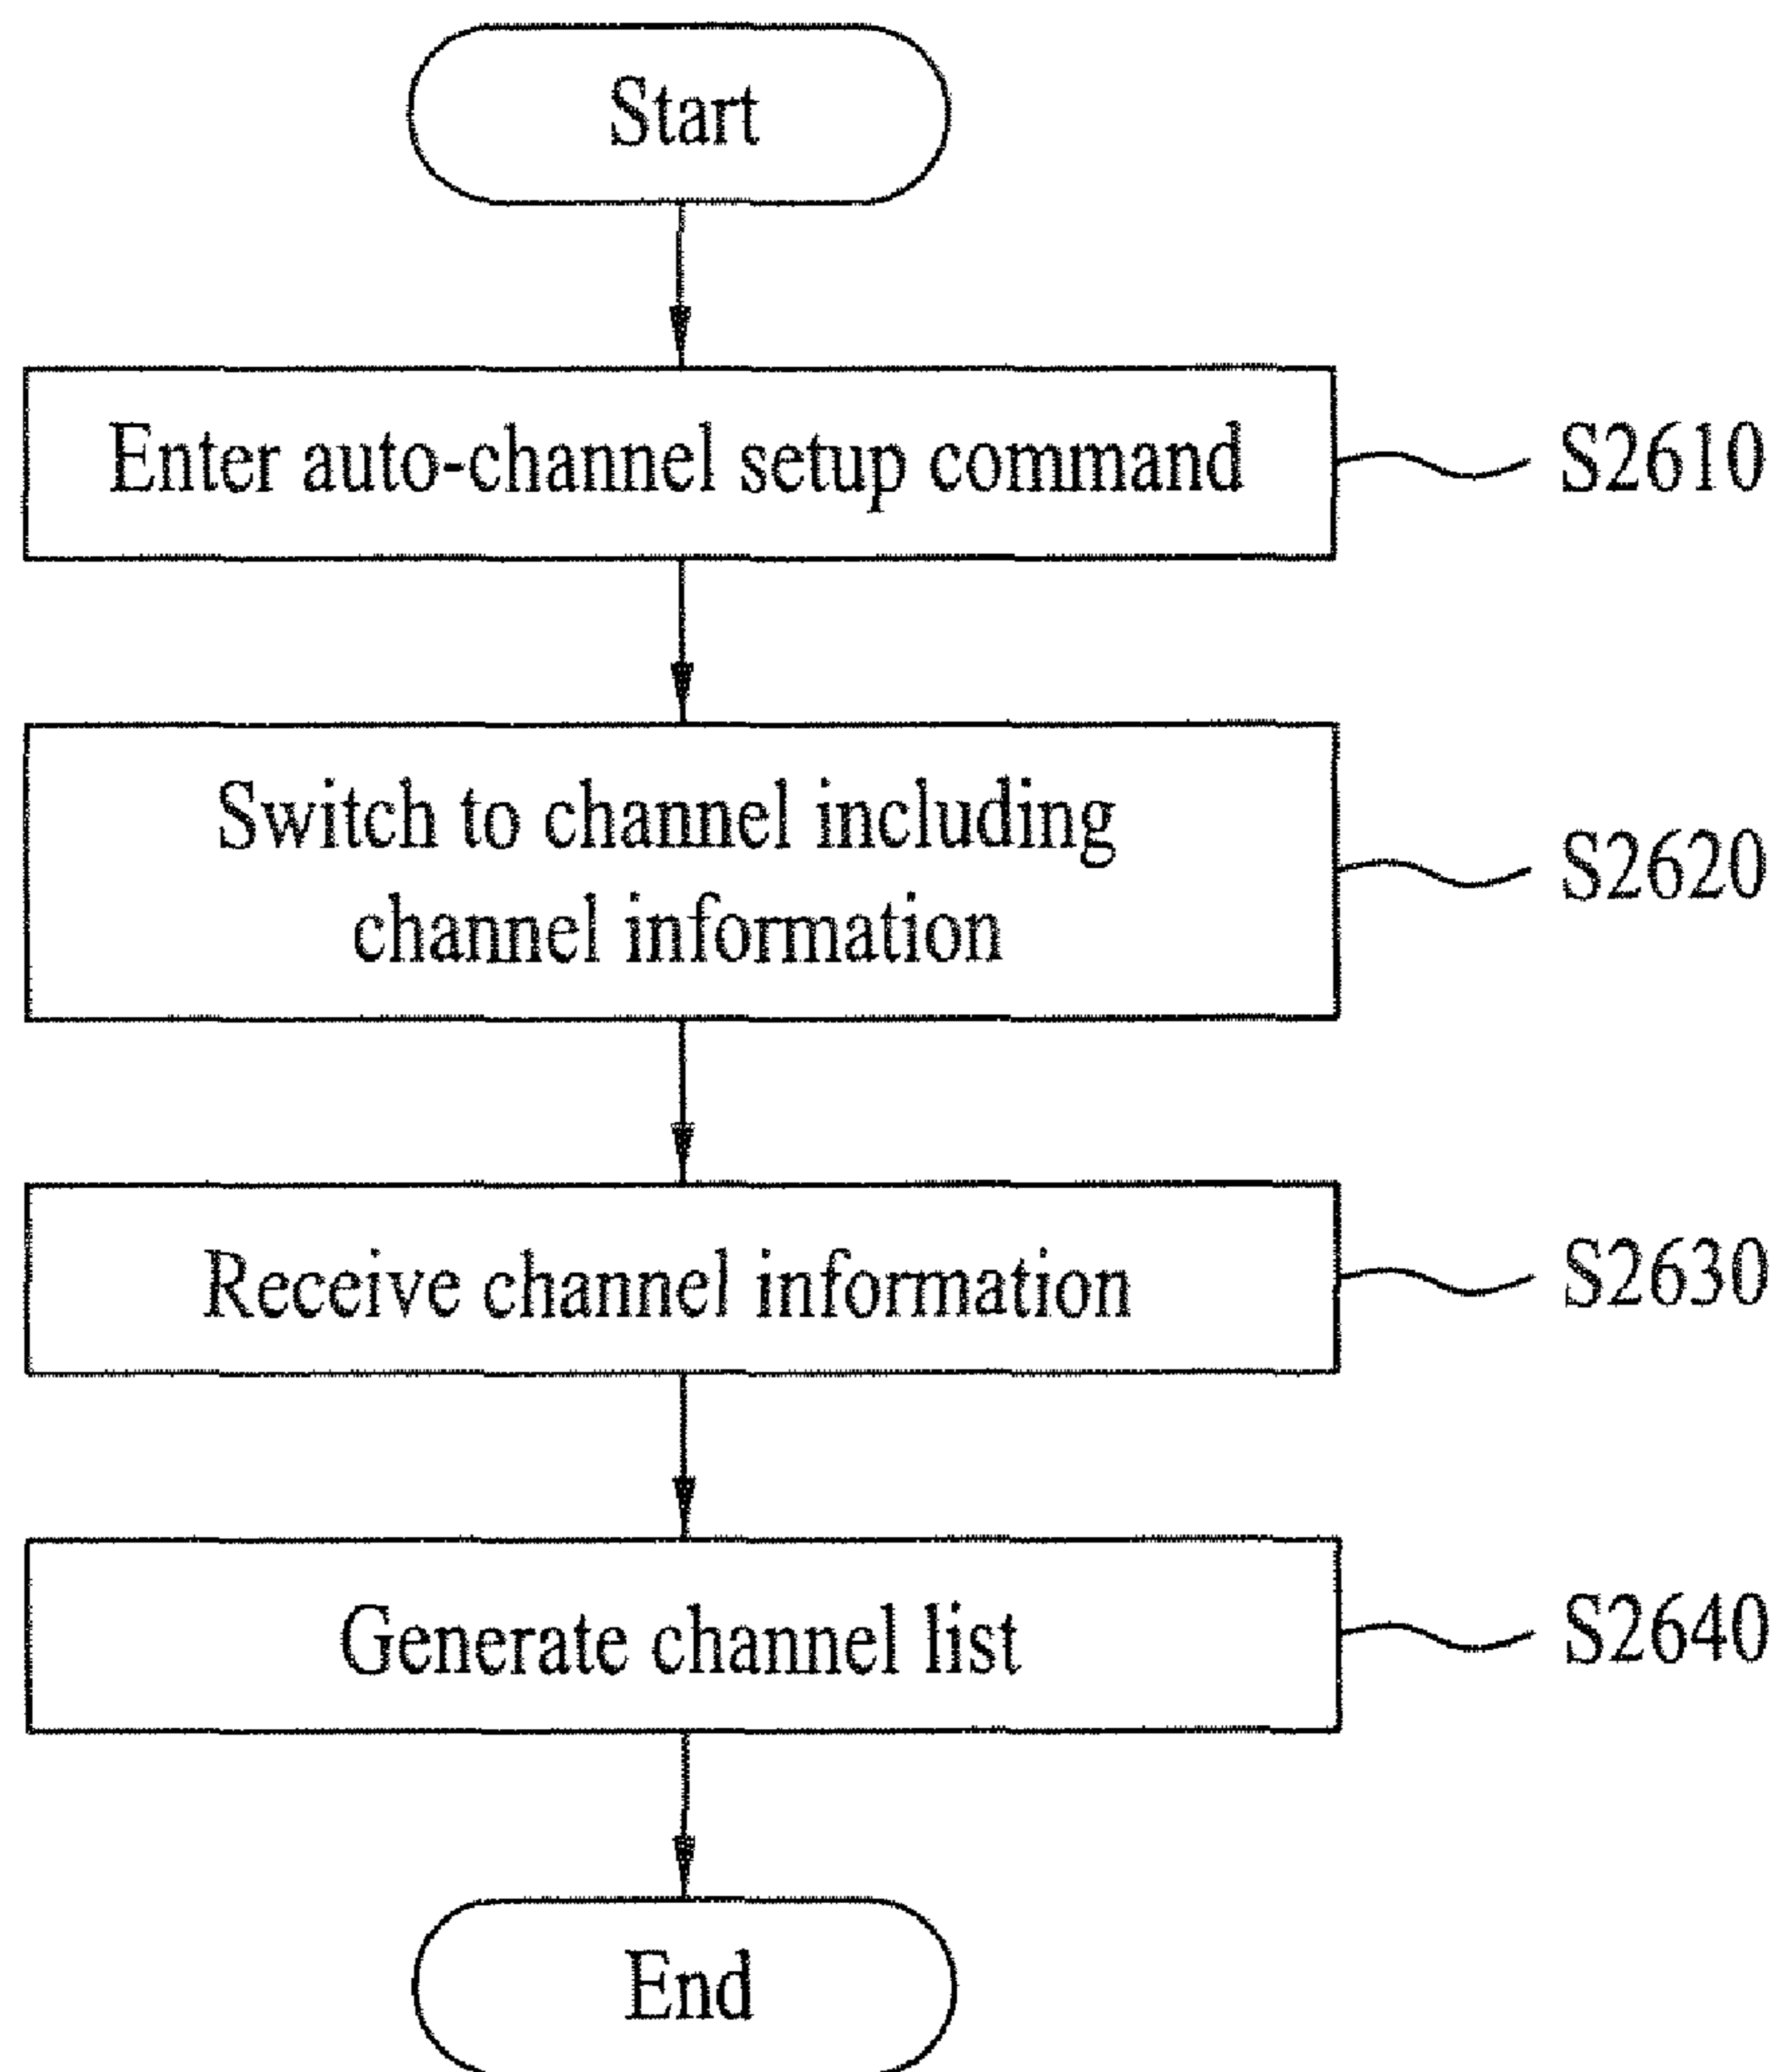 Start
Enter auto-channel setup command
S2610
Switch to channel including
channel information
S2620
Receive channel information
S2630
Generate channel list
S2640
End